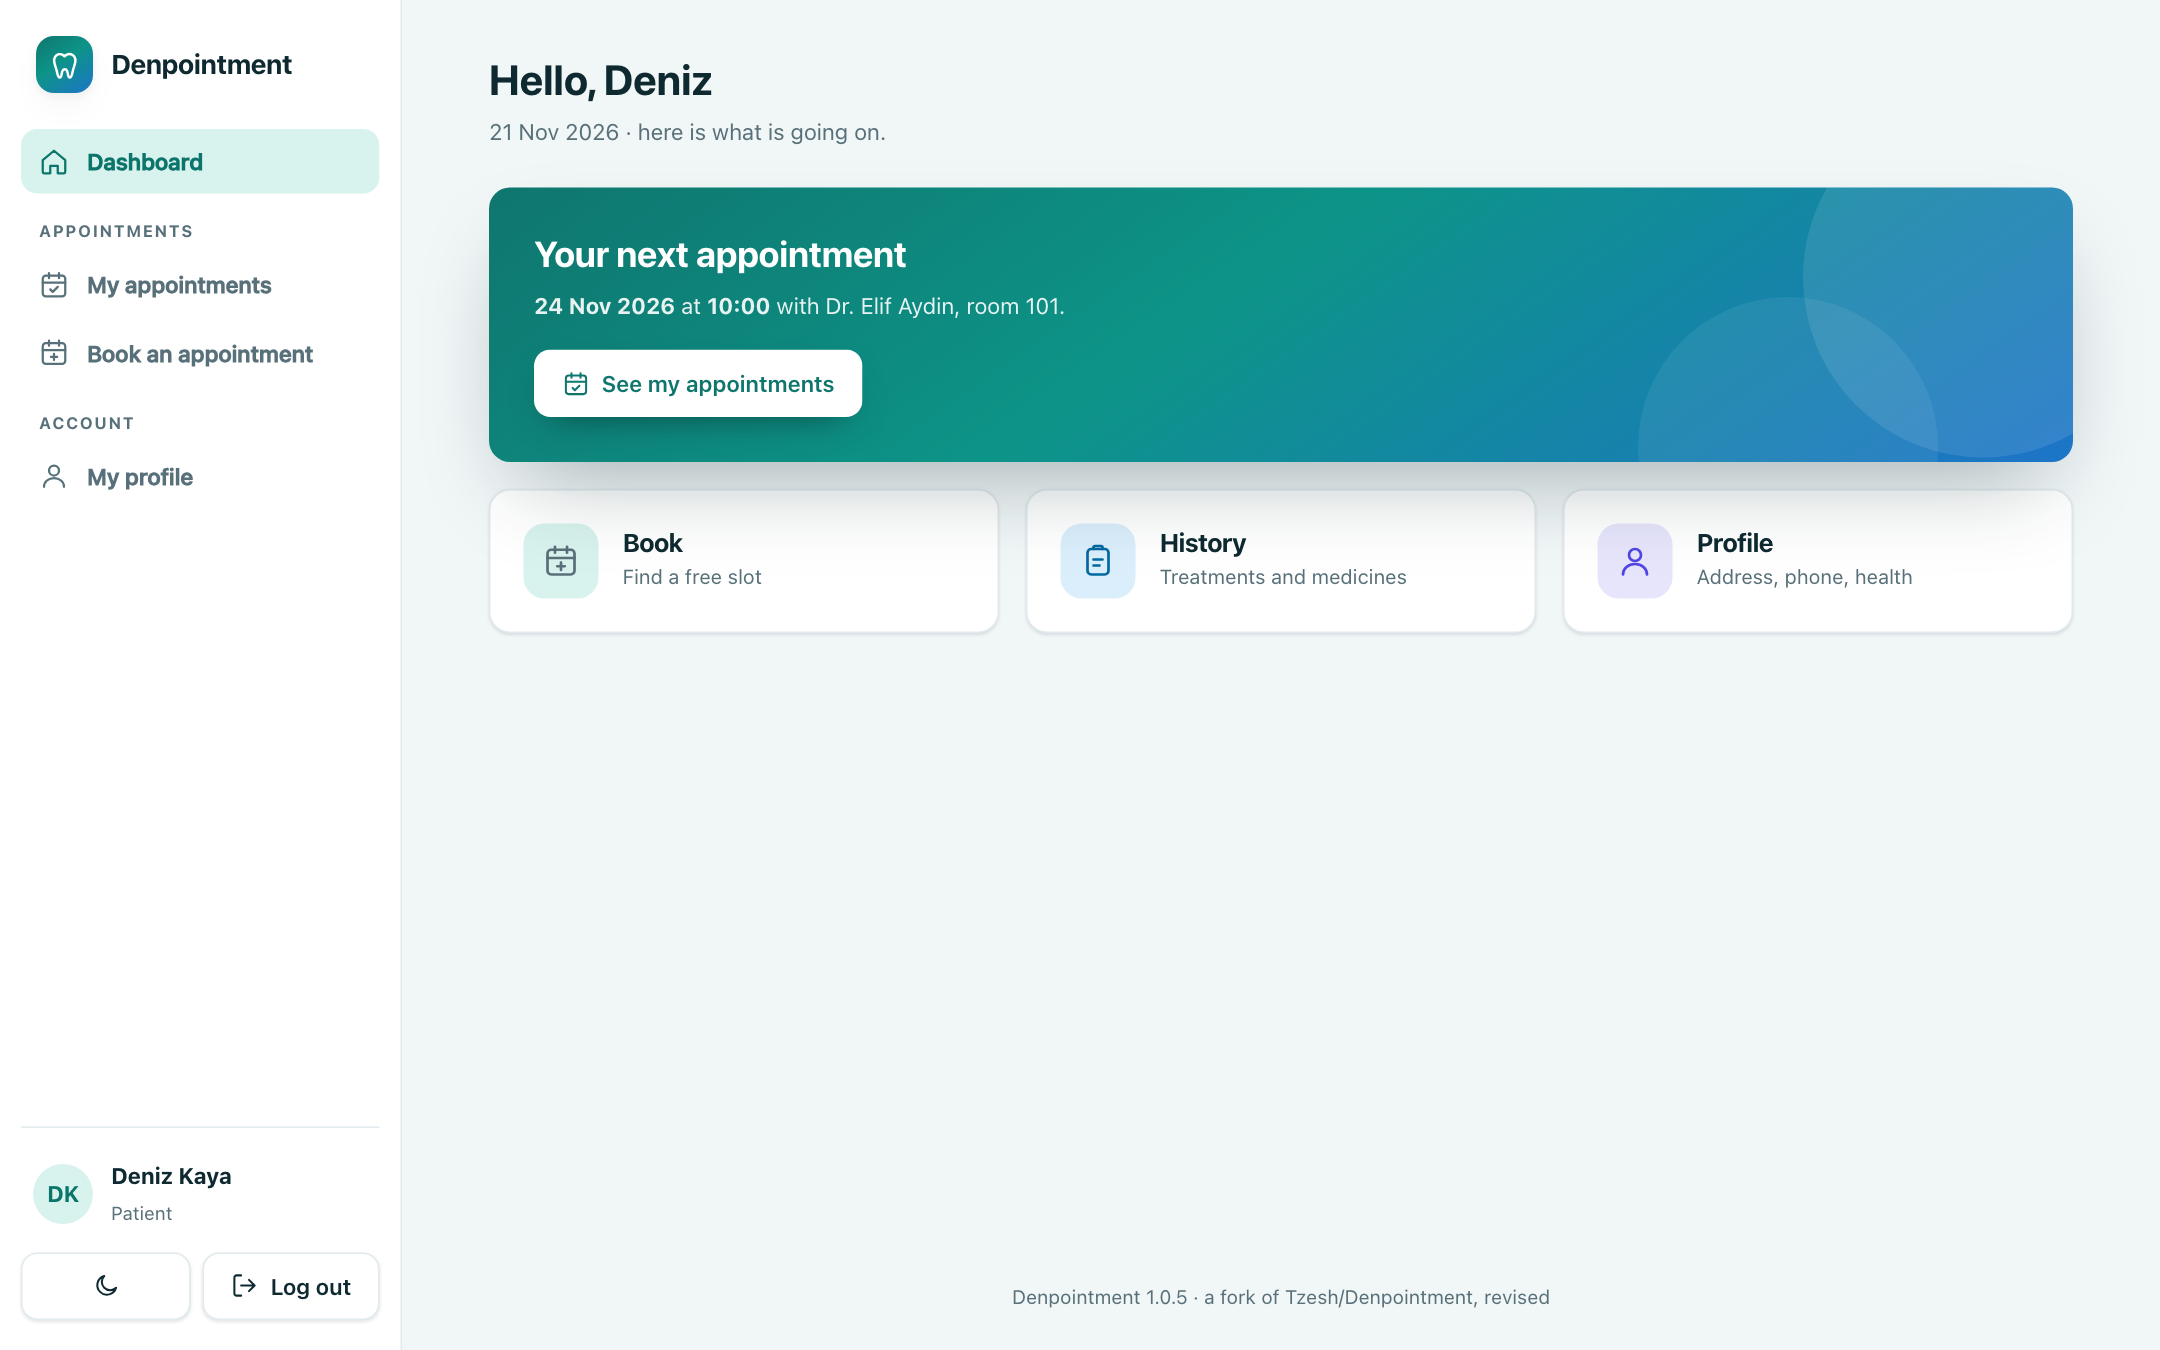 Denpointment
Dashboard
APPOINTMENTS
My appointments
Book an appointment
ACCOUNT
My profile
DK
Deniz Kaya
Patient
Log out
Hello, Deniz
21 Nov 2026 · here is what is going on.
Your next appointment
24 Nov 2026 at 10:00 with Dr. Elif Aydin, room 101.
See my appointments
Book
Find a free slot
History
Treatments and medicines
Profile
Address, phone, health
Denpointment 1.0.5 · a fork of Tzesh/Denpointment, revised